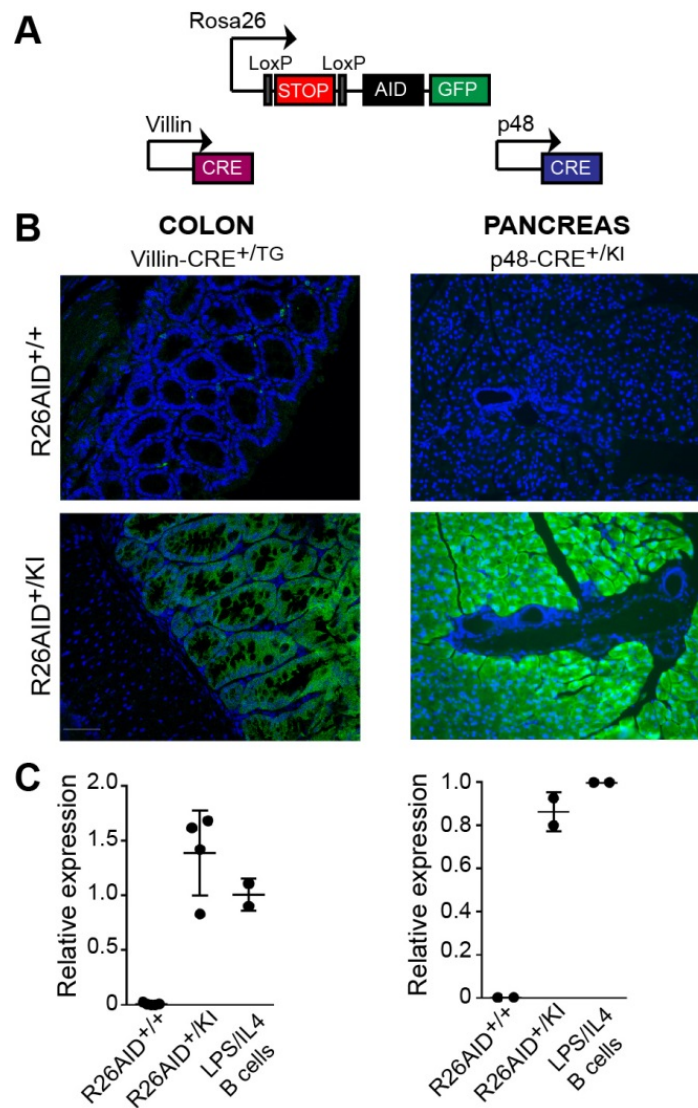 A
Rosa26
LoxP LoxP
STOP AID GFP
Villin p48
CRE CRE
B
COLON PANCREAS
Villin-CRE+/TG p48-CRE+/KI
R26AID+/+
R26AID+/KI
C
Relative expression
2.0
1.5
1.0
0.5
0
R26AID+/+
R26AID+/KI
LPS/IL4
B cells
Relative expression
1.0
0.8
0.6
0.4
0.2
0
R26AID+/+
R26AID+/KI
LPS/IL4
B cells